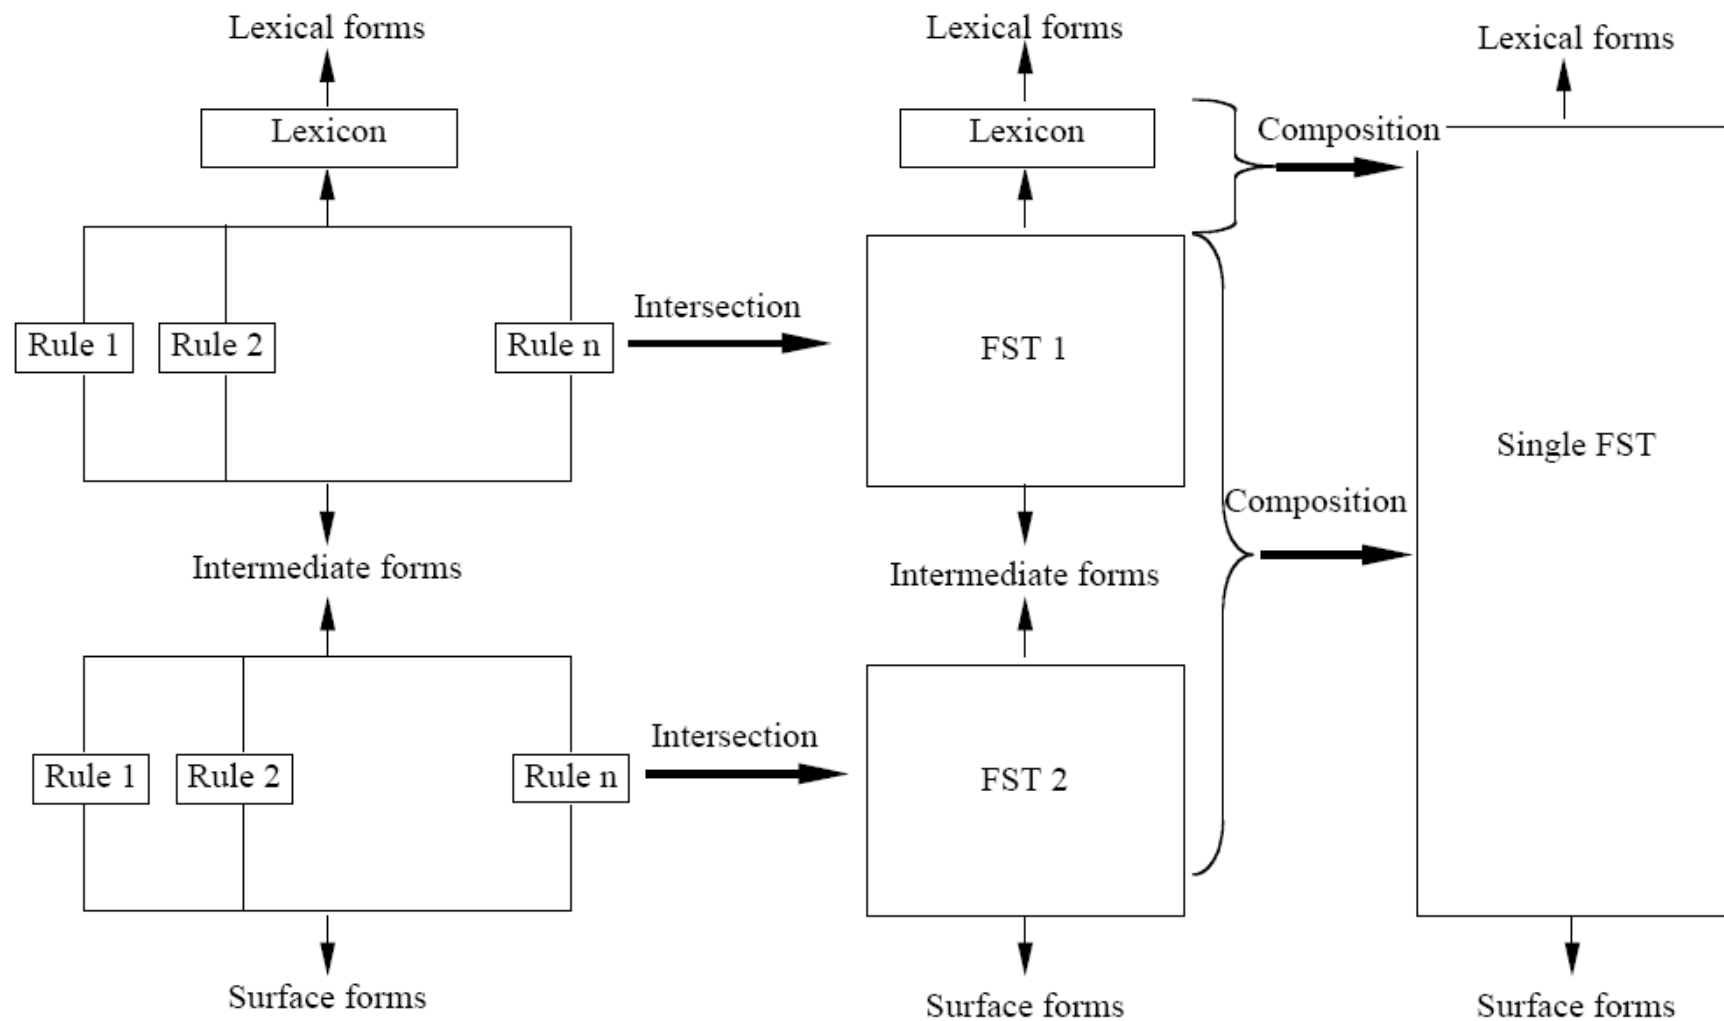 Lexical forms
Lexicon
Rule 1
Rule 2
Rule n
Intermediate forms
Rule 1
Rule 2
Rule n
Surface forms
Intersection
Intersection
Lexical forms
Lexicon
FST 1
Intermediate forms
FST 2
Surface forms
Composition
Composition
Lexical forms
Single FST
Surface forms